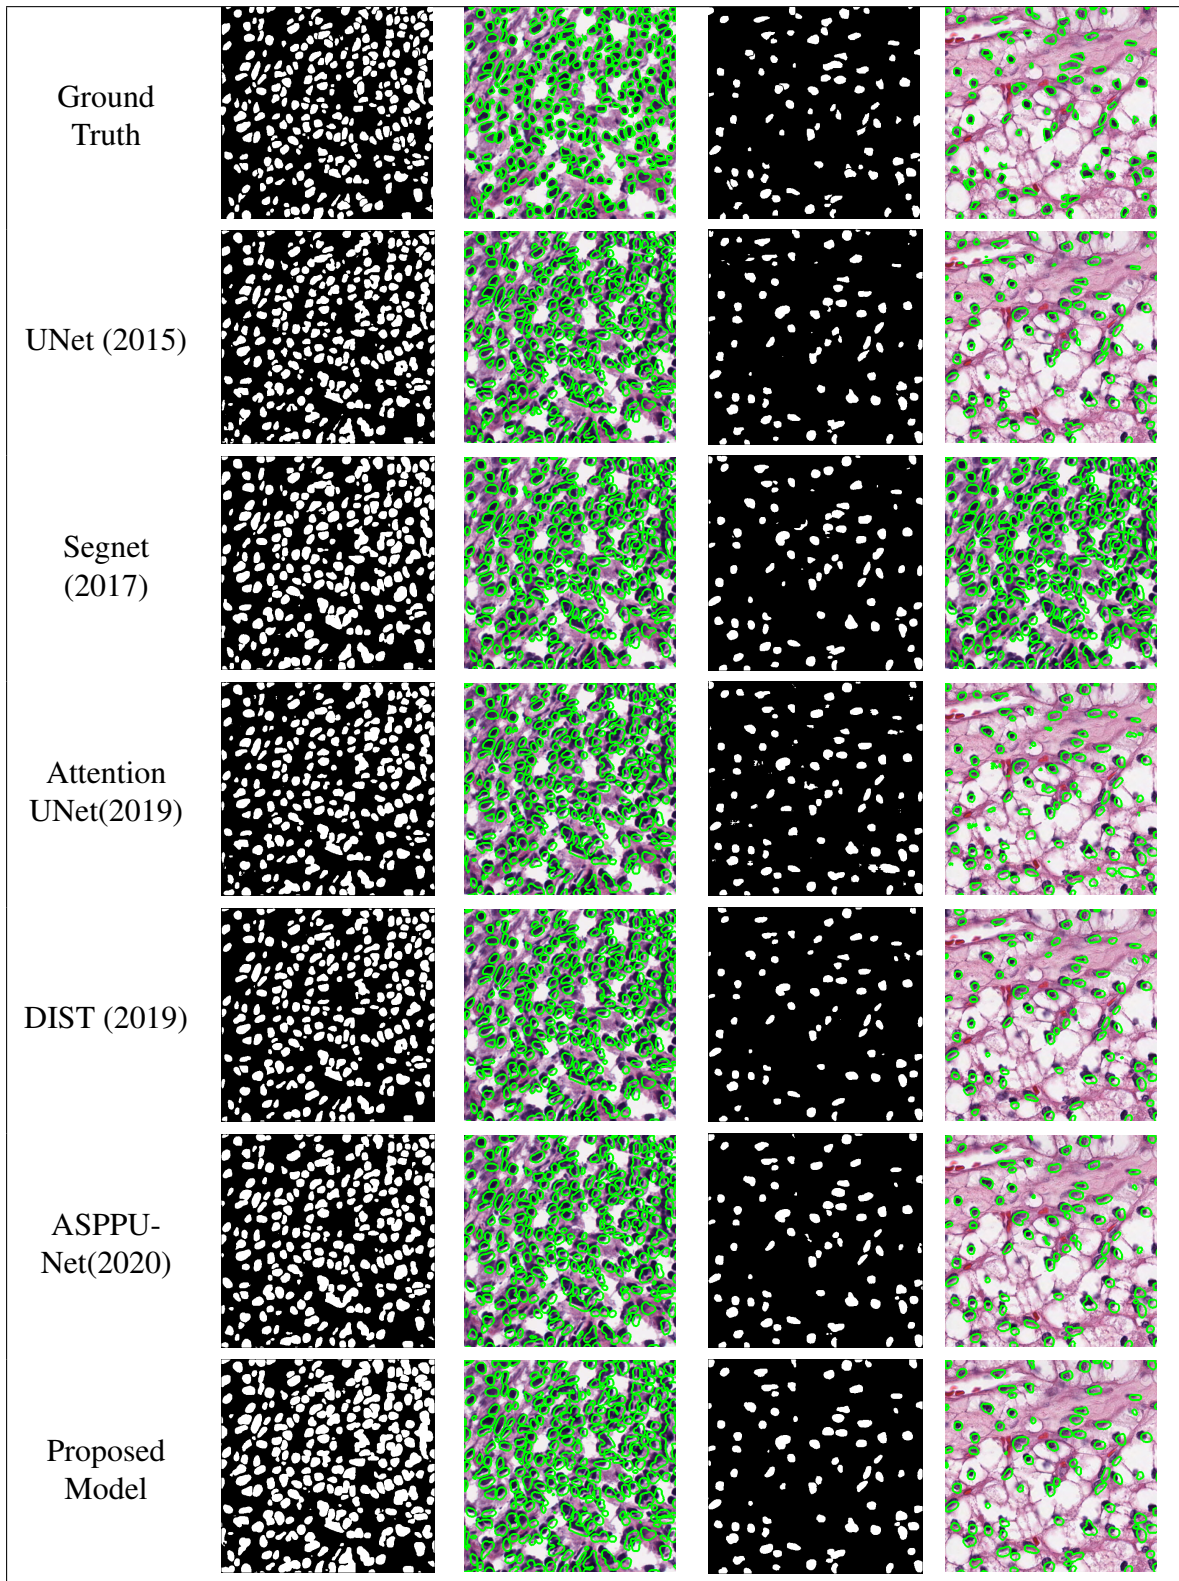 Ground
Truth
UNet (2015)
Segnet
(2017)
Attention
UNet(2019)
DIST (2019)
ASPPU-
Net(2020)
Proposed
Model